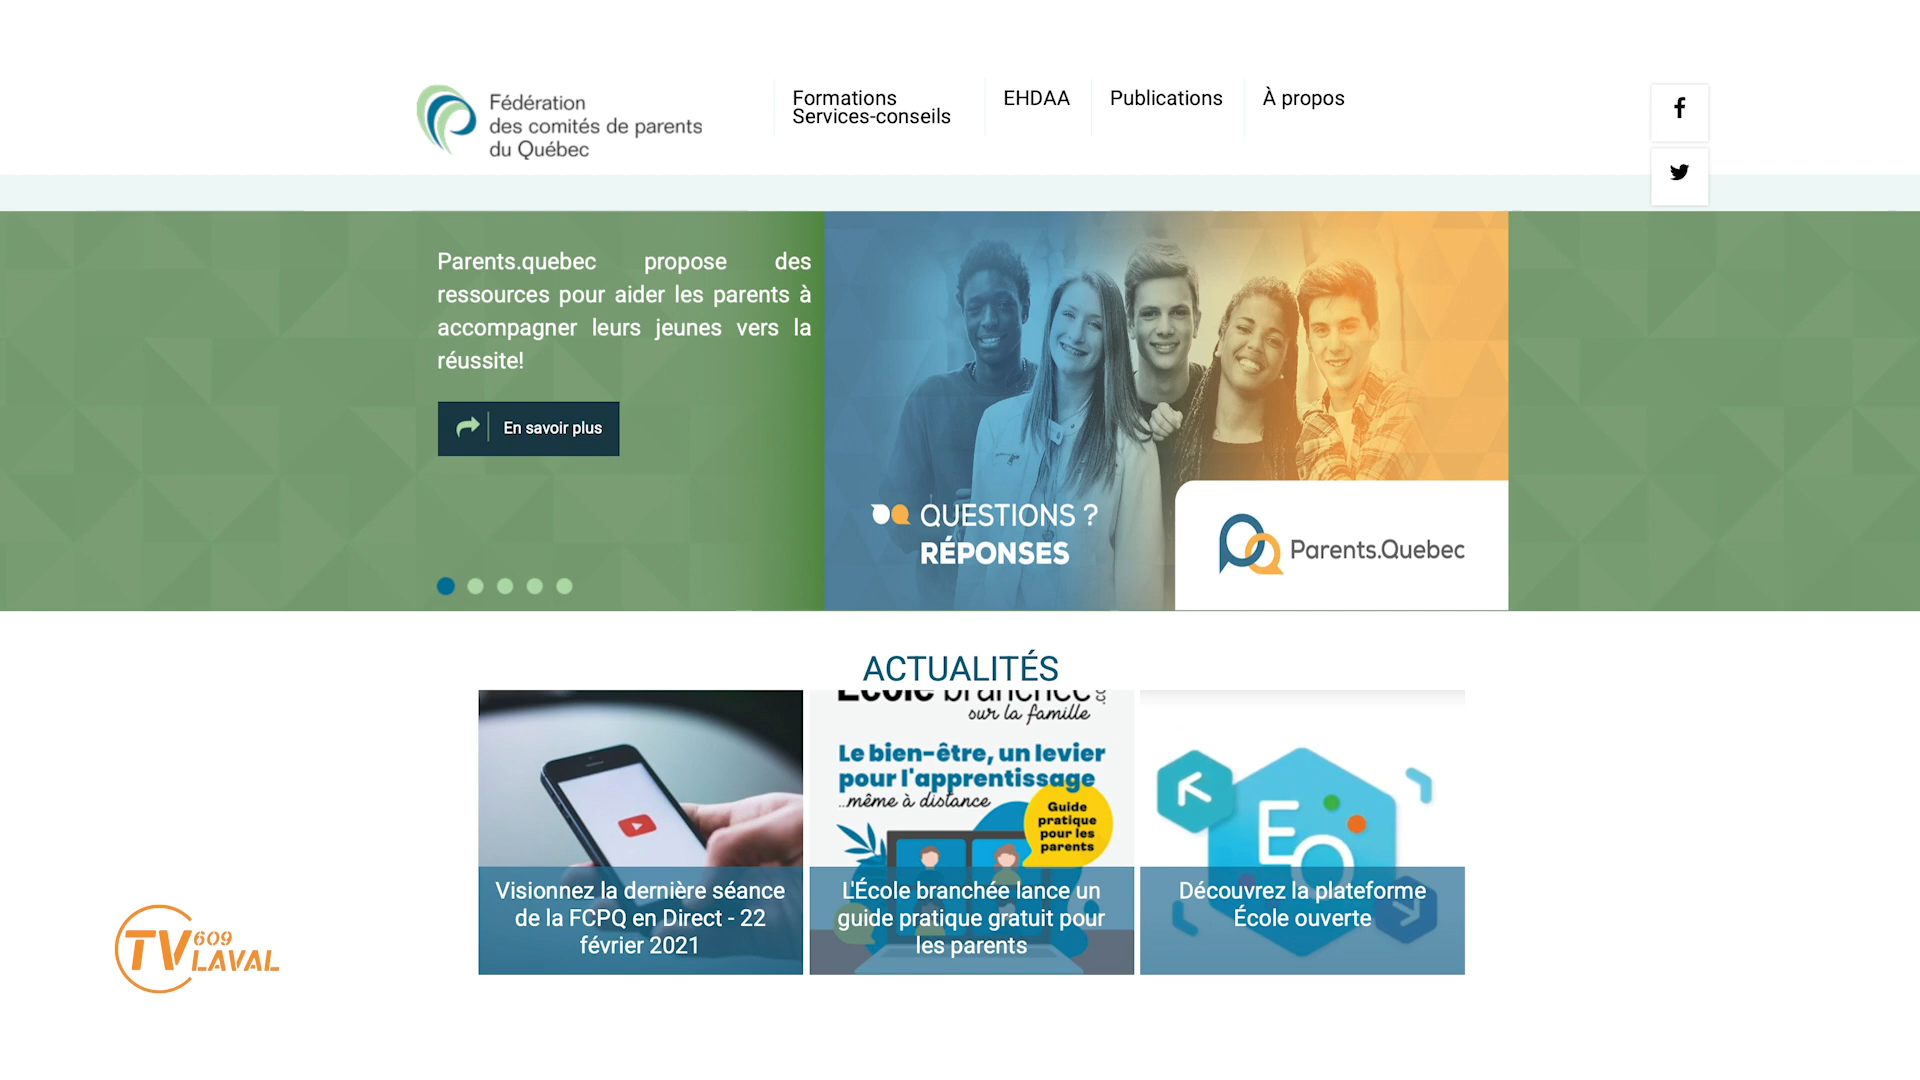 Fédération
des comités de parents
du Québec
Formations
Services-conseils
EHDAA
Publications
À propos
Parents.quebec propose des
ressources pour aider les parents à
accompagner leurs jeunes vers la
réussite!
En savoir plus
QUESTIONS ?
RÉPONSES
Parents.Quebec
ACTUALITÉS
Visionnez la dernière séance
de la FCPQ en Direct - 22
février 2021
École branchée
sur la famille
Le bien-être, un levier
pour l'apprentissage
...même à distance
Guide
pratique
pour les
parents
L'École branchée lance un
guide pratique gratuit pour
les parents
EO
Découvrez la plateforme
École ouverte
TV 609
LAVAL